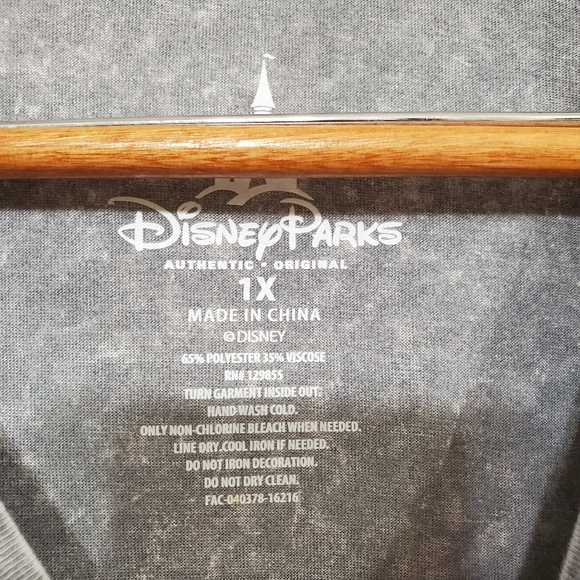 Disney Parks
AUTHENTIC • ORIGINAL
1X
MADE IN CHINA
© DISNEY
65% POLYESTER 35% VISCOSE
RN# 129855
TURN GARMENT INSIDE OUT.
HAND WASH COLD.
ONLY NON-CHLORINE BLEACH WHEN NEEDED.
LINE DRY.COOL IRON IF NEEDED.
DO NOT IRON DECORATION.
DO NOT DRY CLEAN.
FAC-040378-16216